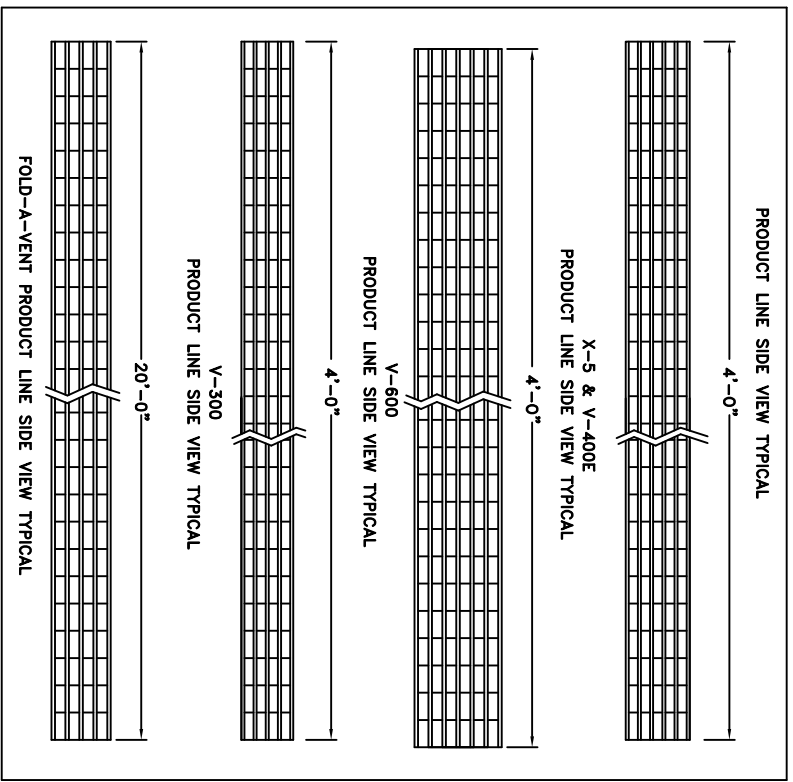 PRODUCT LINE SIDE VIEW TYPICAL
4'-0"
X-5 & V-400E
PRODUCT LINE SIDE VIEW TYPICAL
4'-0"
V-600
PRODUCT LINE SIDE VIEW TYPICAL
4'-0"
V-300
PRODUCT LINE SIDE VIEW TYPICAL
20'-0"
FOLD-A-VENT PRODUCT LINE SIDE VIEW TYPICAL